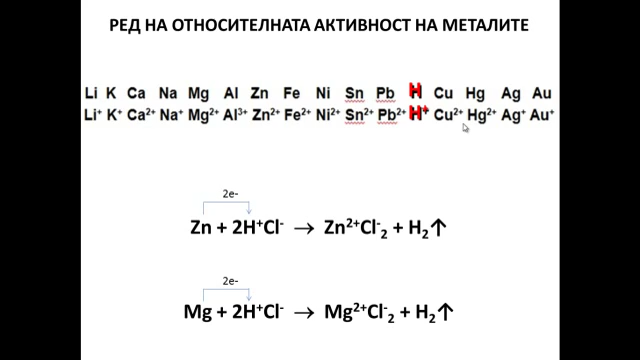 РЕД НА ОТНОСИТЕЛНАТА АКТИВНОСТ НА МЕТАЛИТЕ
Li K Ca Na Mg Al Zn Fe Ni Sn Pb H Cu Hg Ag Au
Li⁺ K⁺ Ca²⁺ Na⁺ Mg²⁺ Al³⁺ Zn²⁺ Fe²⁺ Ni²⁺ Sn²⁺ Pb²⁺ H⁺ Cu²⁺ Hg²⁺ Ag⁺ Au⁺
2e-
Zn + 2H⁺Cl⁻ → Zn²⁺Cl⁻₂ + H₂↑
2e-
Mg + 2H⁺Cl⁻ → Mg²⁺Cl⁻₂ + H₂↑